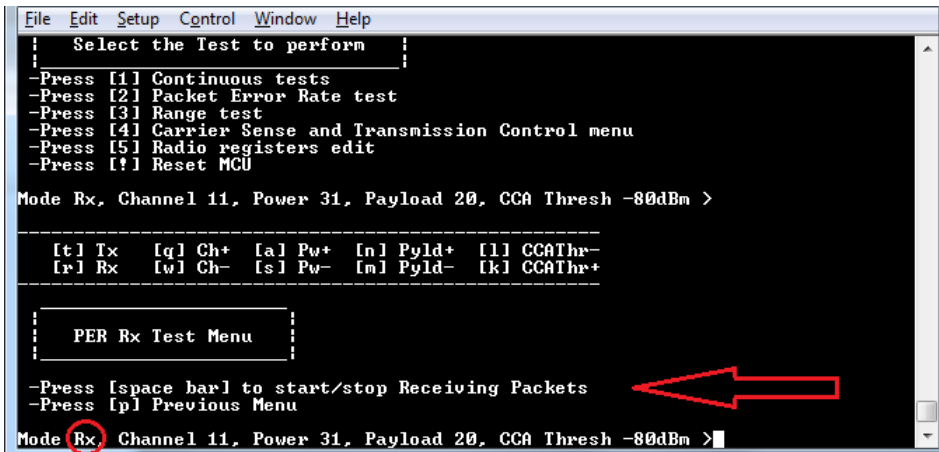 File Edit Setup Control Window Help
| Select the Test to perform |
|_______________________________|
-Press [1] Continuous tests
-Press [2] Packet Error Rate test
-Press [3] Range test
-Press [4] Carrier Sense and Transmission Control menu
-Press [5] Radio registers edit
-Press [!] Reset MCU
Mode Rx, Channel 11, Power 31, Payload 20, CCA Thresh -80dBm >
[t] Tx [q] Ch+ [a] Pw+ [n] Pyld+ [l] CCAThr-
[r] Rx [w] Ch- [s] Pw- [m] Pyld- [k] CCAThr+
PER Rx Test Menu
-Press [space bar] to start/stop Receiving Packets
-Press [p] Previous Menu
Mode Rx, Channel 11, Power 31, Payload 20, CCA Thresh -80dBm >